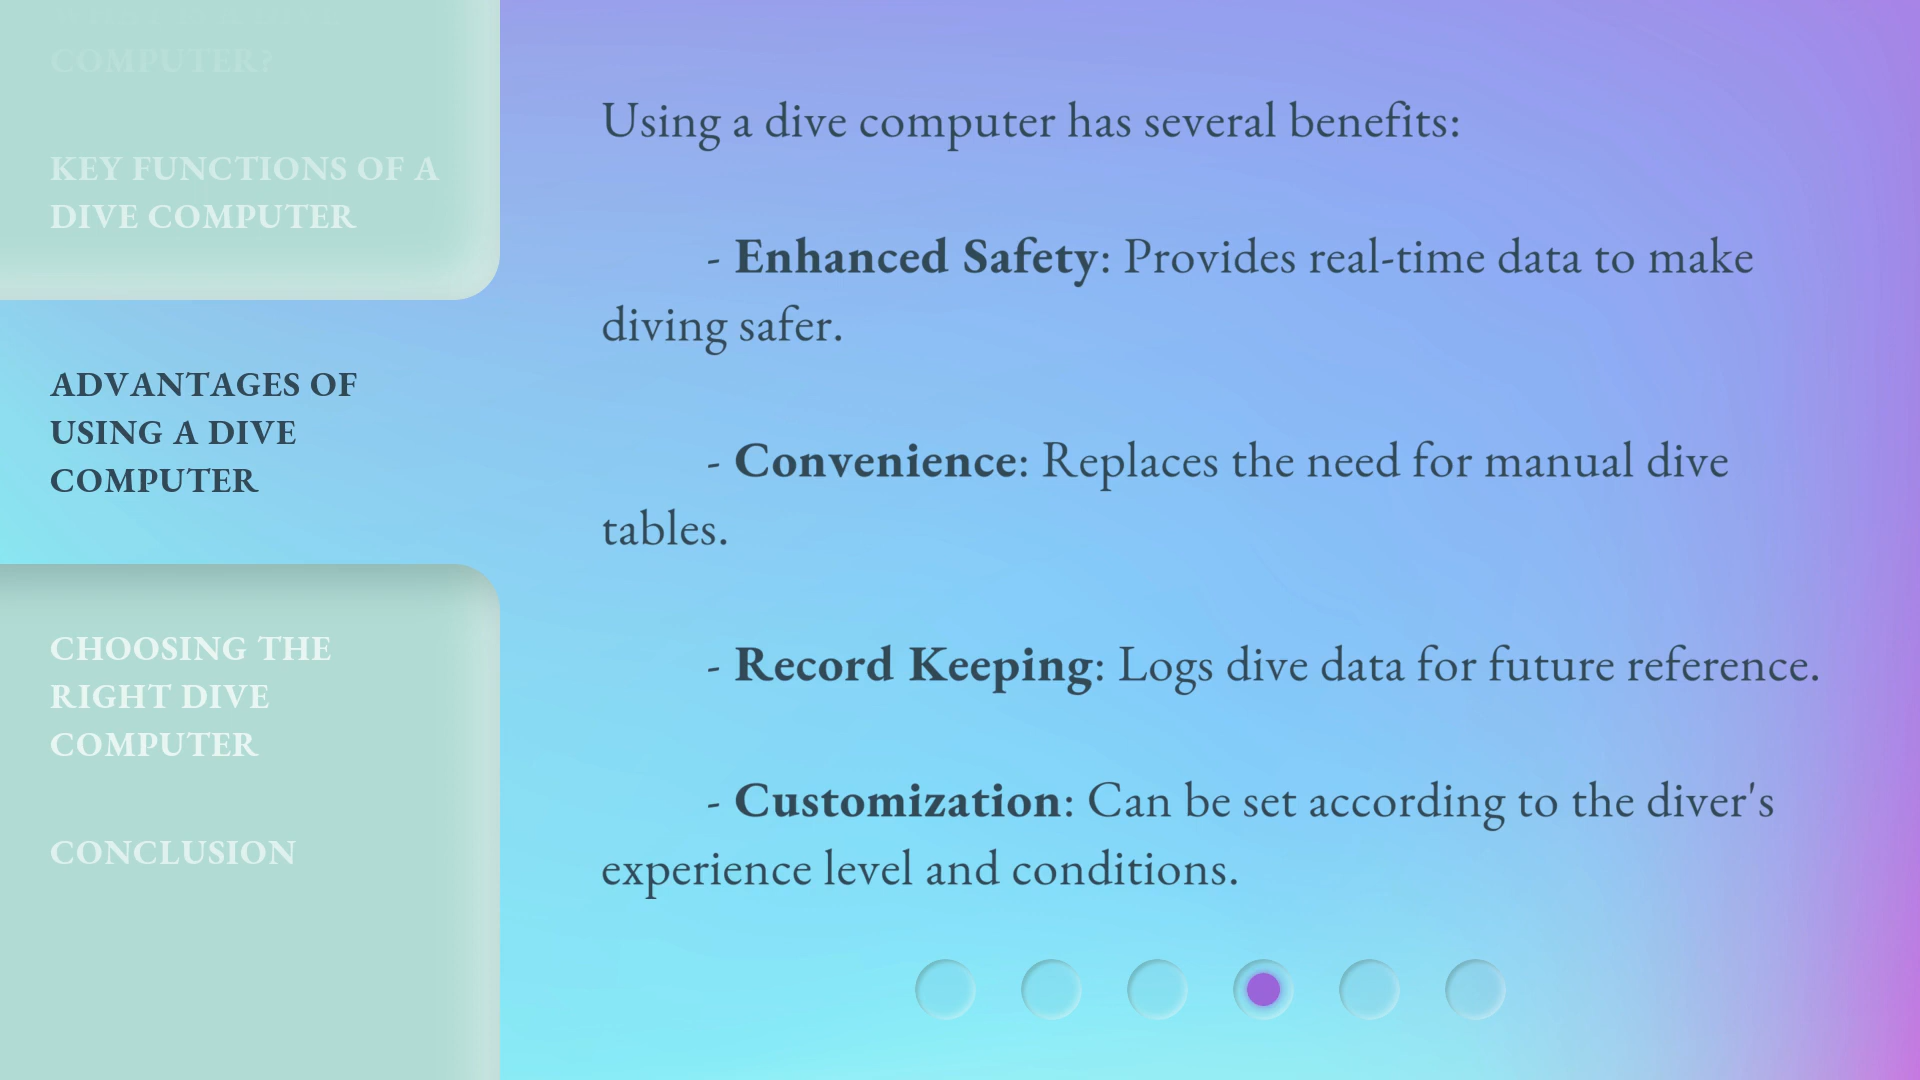 COMPUTER?
KEY FUNCTIONS OF A
DIVE COMPUTER
ADVANTAGES OF
USING A DIVE
COMPUTER
CHOOSING THE
RIGHT DIVE
COMPUTER
CONCLUSION
Using a dive computer has several benefits:
- Enhanced Safety: Provides real-time data to make
diving safer.
- Convenience: Replaces the need for manual dive
tables.
- Record Keeping: Logs dive data for future reference.
- Customization: Can be set according to the diver's
experience level and conditions.